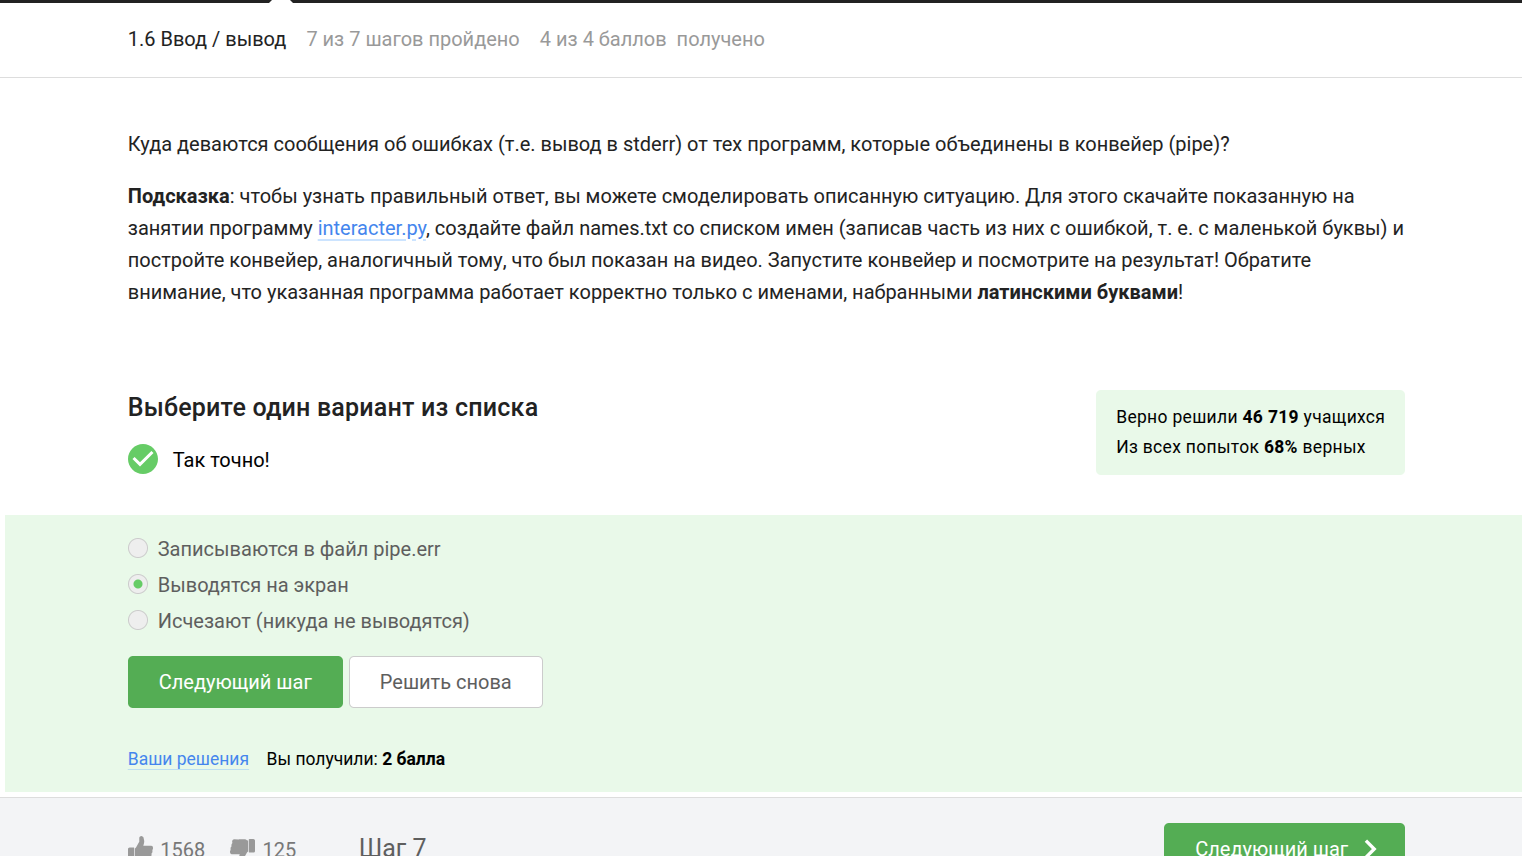 1.6 Ввод / вывод 7 из 7 шагов пройдено 4 из 4 баллов получено
Куда деваются сообщения об ошибках (т.е. вывод в stderr) от тех программ, которые объединены в конвейер (pipe)?
Подсказка: чтобы узнать правильный ответ, вы можете смоделировать описанную ситуацию. Для этого скачайте показанную на
занятии программу interacter.py, создайте файл names.txt со списком имен (записав часть из них с ошибкой, т. е. с маленькой буквы) и
постройте конвейер, аналогичный тому, что был показан на видео. Запустите конвейер и посмотрите на результат! Обратите
внимание, что указанная программа работает корректно только с именами, набранными латинскими буквами!
Выберите один вариант из списка
Так точно!
Верно решили 46 719 учащихся
Из всех попыток 68% верных
Записываются в файл pipe.err
Выводятся на экран
Исчезают (никуда не выводятся)
Следующий шаг Решить снова
Ваши решения Вы получили: 2 балла
1568 125 Шаг 7 Следующий шаг